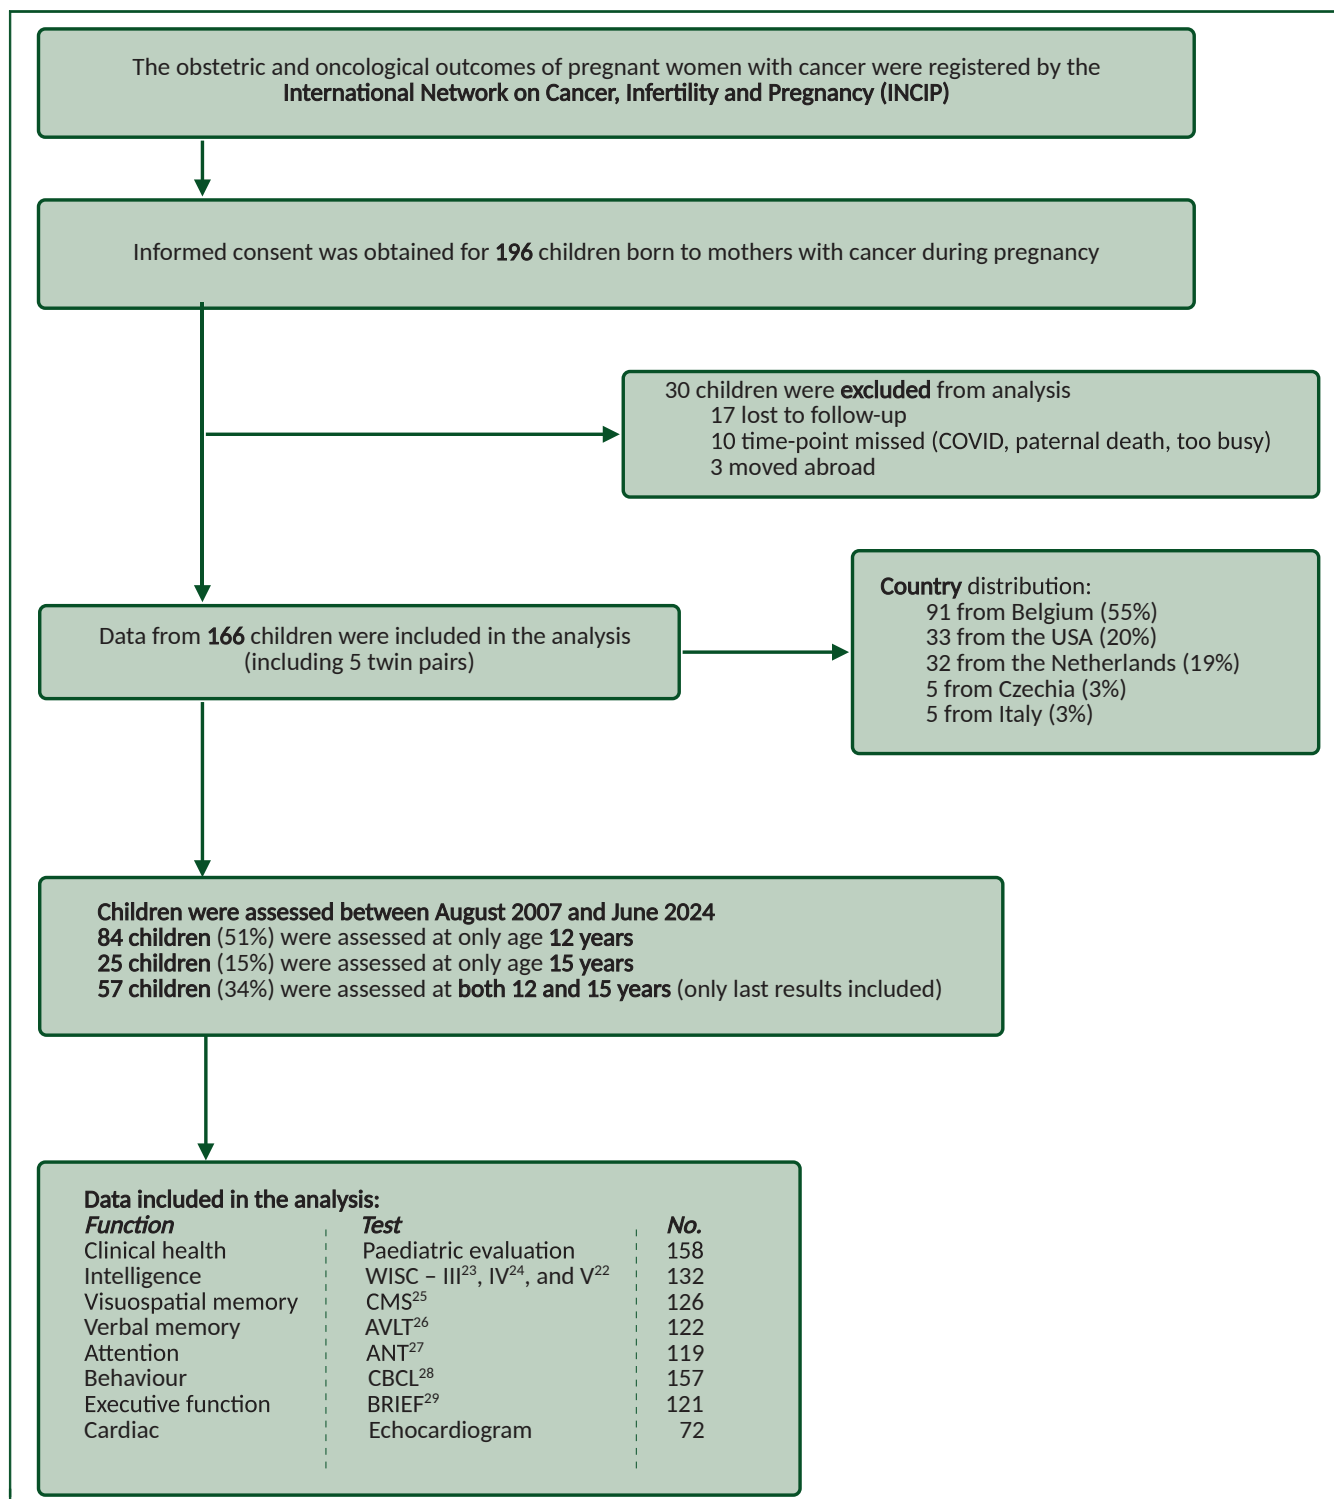 The obstetric and oncological outcomes of pregnant women with cancer were registered by the
International Network on Cancer, Infertility and Pregnancy (INCIP)
Informed consent was obtained for 196 children born to mothers with cancer during pregnancy
30 children were excluded from analysis
17 lost to follow-up
10 time-point missed (COVID, paternal death, too busy)
3 moved abroad
Data from 166 children were included in the analysis
(including 5 twin pairs)
Country distribution:
91 from Belgium (55%)
33 from the USA (20%)
32 from the Netherlands (19%)
5 from Czechia (3%)
5 from Italy (3%)
Children were assessed between August 2007 and June 2024
84 children (51%) were assessed at only age 12 years
25 children (15%) were assessed at only age 15 years
57 children (34%) were assessed at both 12 and 15 years (only last results included)
Data included in the analysis:
Function Test No.
Clinical health Paediatric evaluation 158
Intelligence WISC – III²³, IV²⁴, and V²² 132
Visuospatial memory CMS²⁵ 126
Verbal memory AVLT²⁶ 122
Attention ANT²⁷ 119
Behaviour CBCL²⁸ 157
Executive function BRIEF²⁹ 121
Cardiac Echocardiogram 72